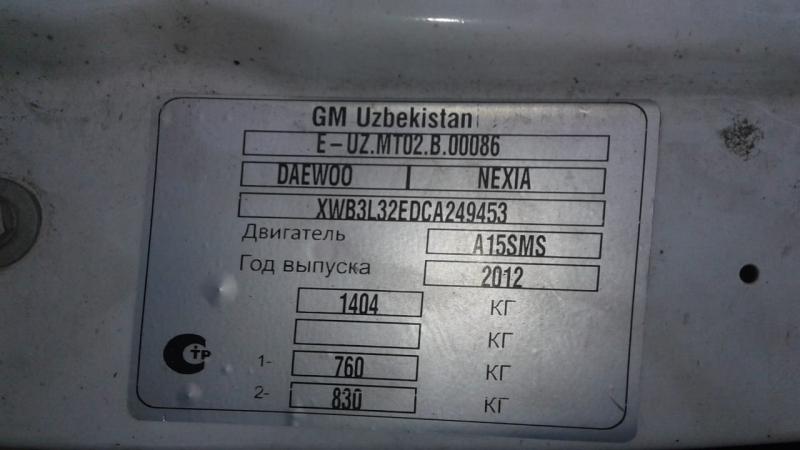 GM Uzbekistan
E-UZ.MT02.B.00086
DAEWOO NEXIA
XWB3L32EDCA249453
Двигатель A15SMS
Год выпуска 2012
1404 КГ
КГ
1- 760 КГ
2- 830 КГ
СТР